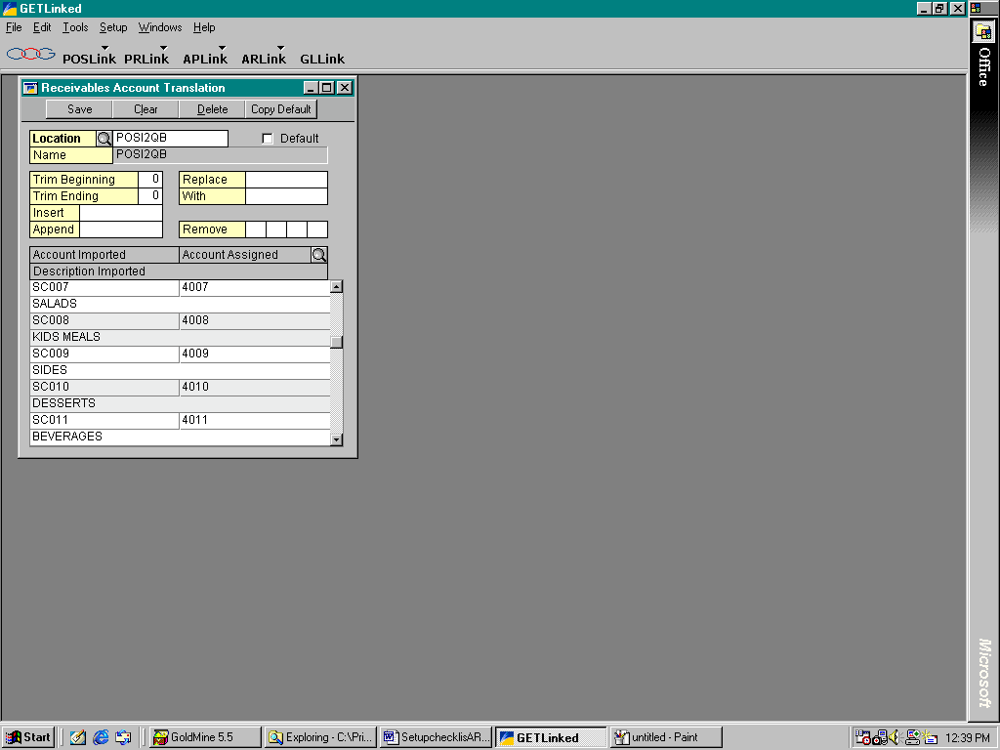 GETLinked
File Edit Tools Setup Windows Help
POSLink PRLink APLink ARLink GLLink
Office
Receivables Account Translation
Save Clear Delete Copy Default
Location POSI2QB Default
Name POSI2QB
Trim Beginning 0 Replace
Trim Ending 0 With
Insert
Append Remove
Account Imported Account Assigned
Description Imported
SC007 4007
SALADS
SC008 4008
KIDS MEALS
SC009 4009
SIDES
SC010 4010
DESSERTS
SC011 4011
BEVERAGES
Microsoft
Start GoldMine 5.5 Exploring - C:\Pri... SetupchecklisAR... GETLinked untitled - Paint 12:39 PM